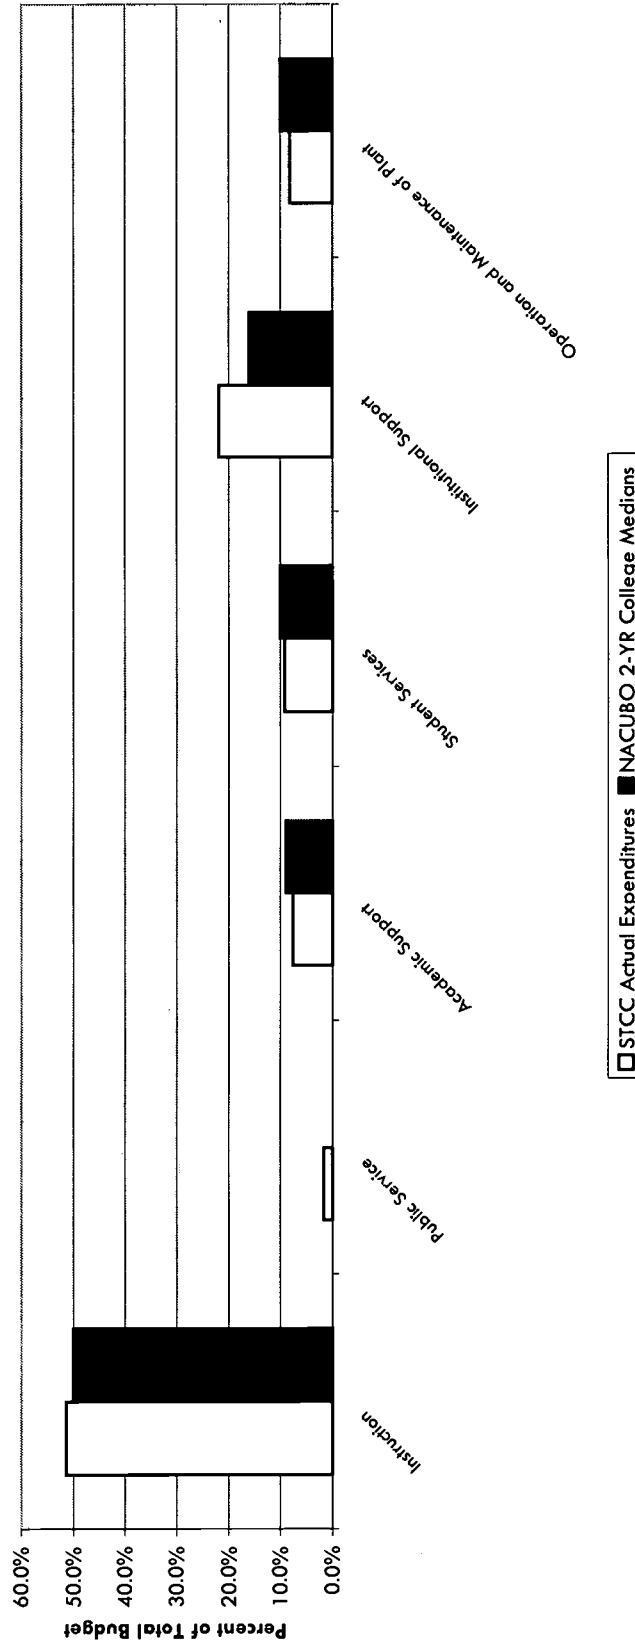 Percent of Total Budget
60.0%
50.0%
40.0%
30.0%
20.0%
10.0%
0.0%
Instruction
Public Service
Academic Support
Student Services
Institutional Support
Operation and Maintenance of Plant
STCC Actual Expenditures NACUBO 2-YR College Medians